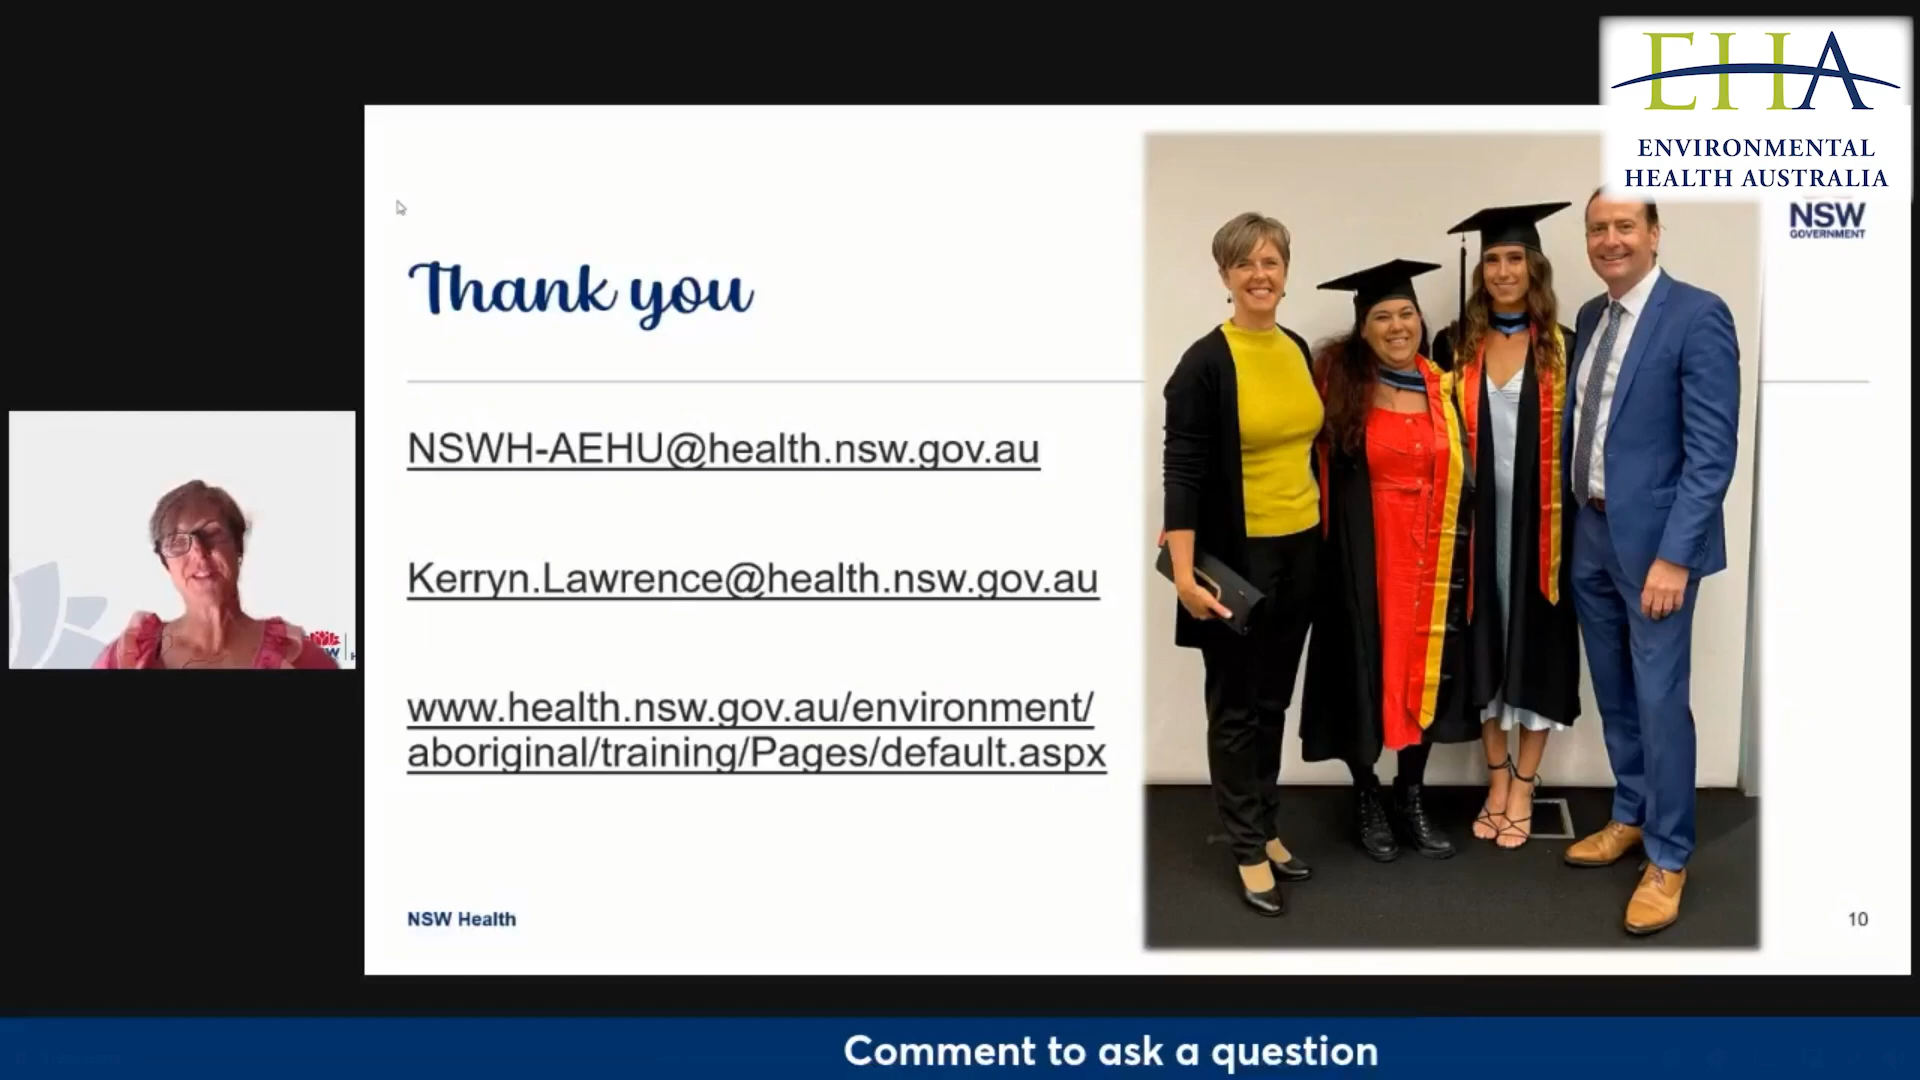 EHA
ENVIRONMENTAL
HEALTH AUSTRALIA
NSW
GOVERNMENT
Thank you
NSWH-AEHU@health.nsw.gov.au
Kerryn.Lawrence@health.nsw.gov.au
www.health.nsw.gov.au/environment/
aboriginal/training/Pages/default.aspx
NSW Health
10
Comment to ask a question